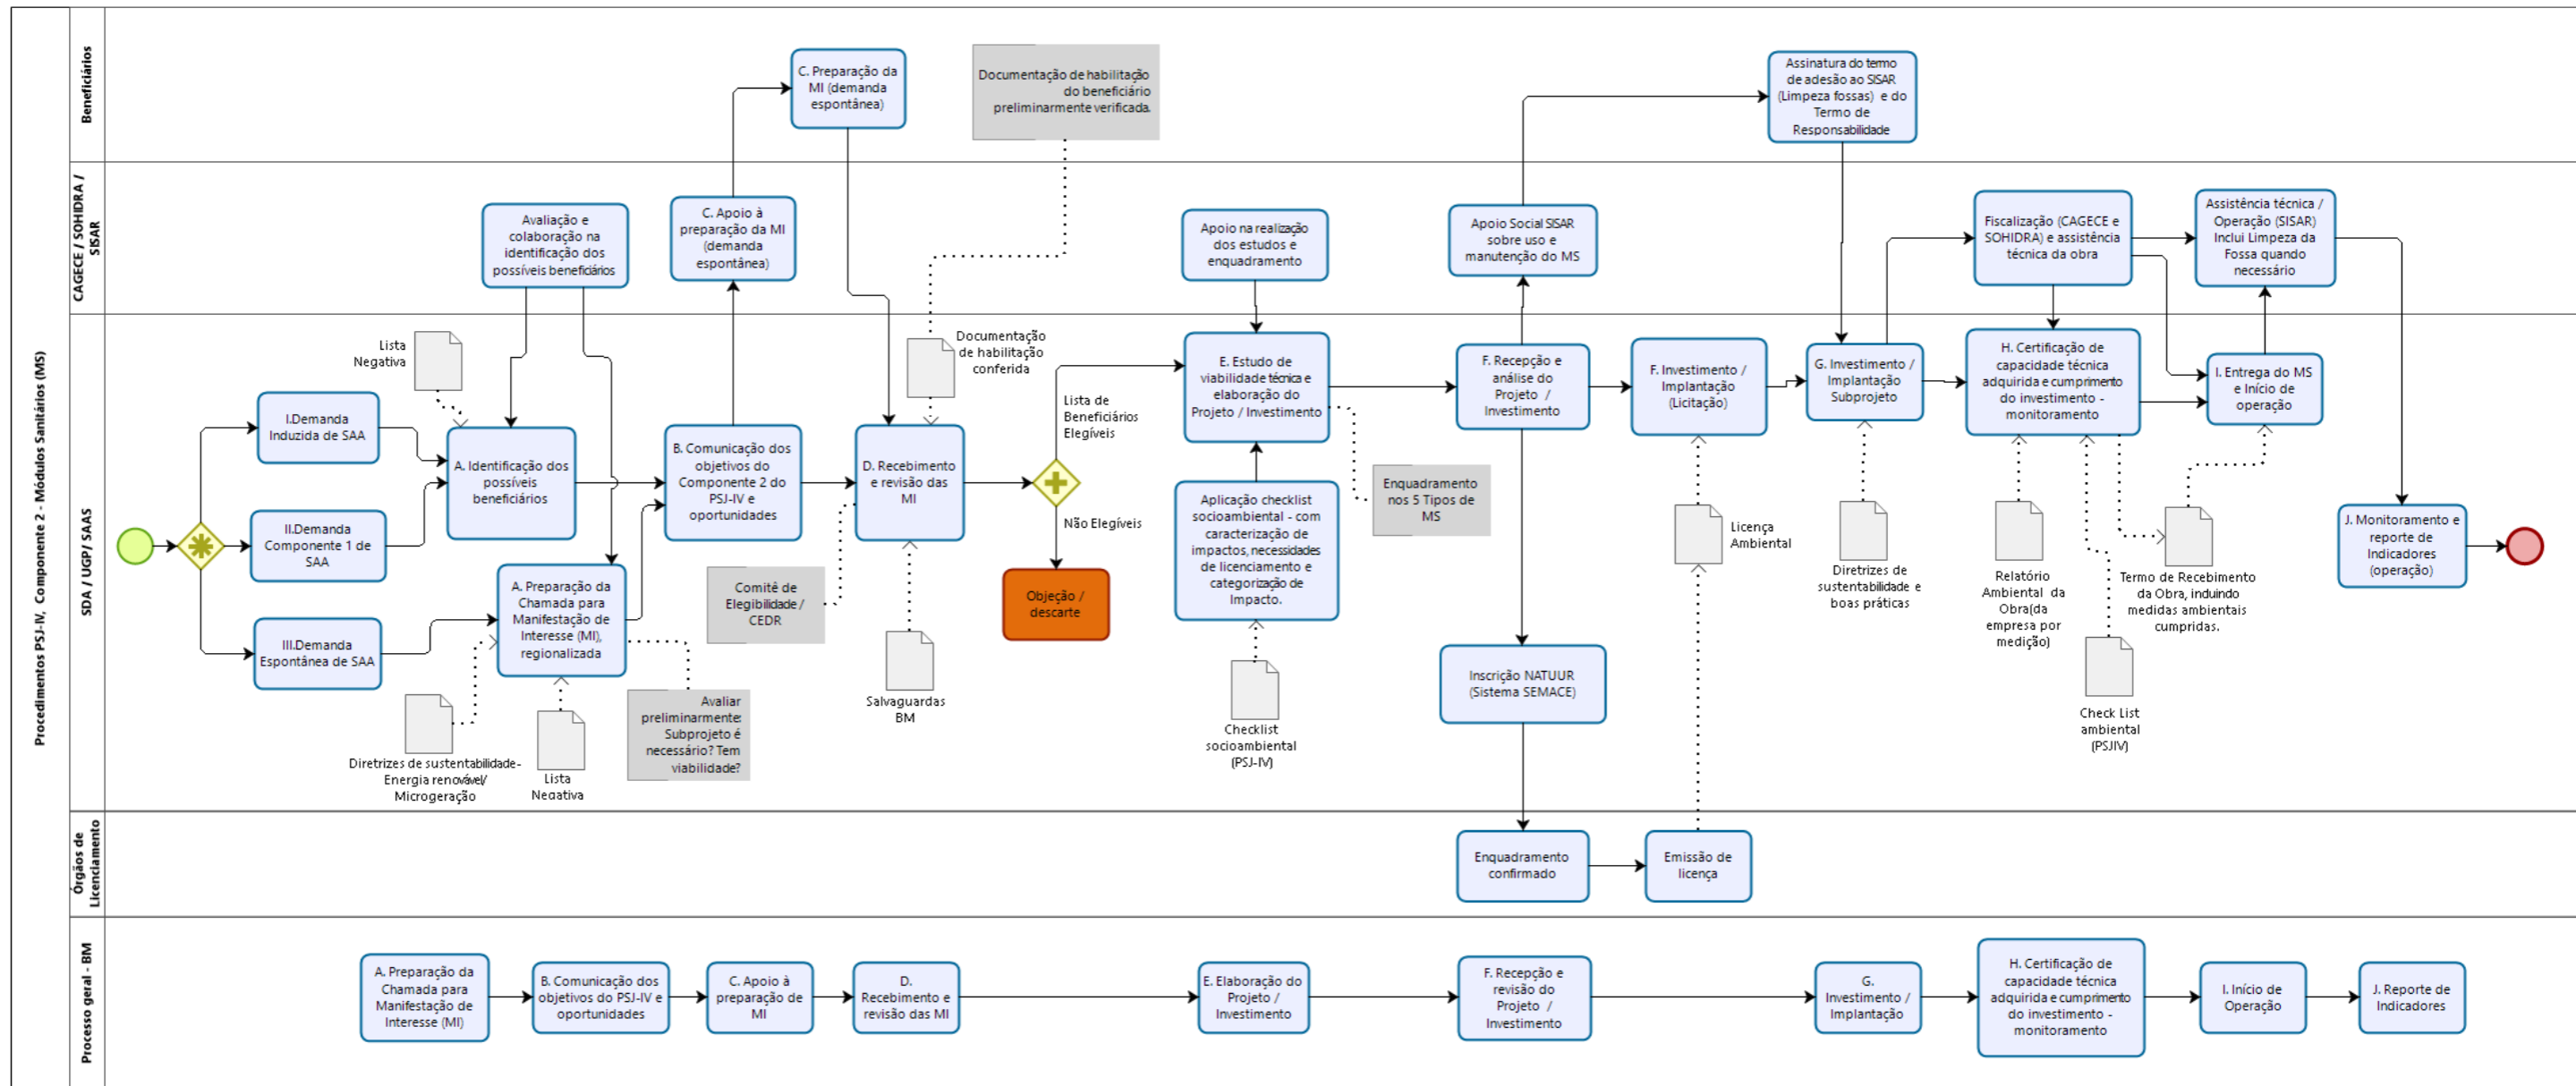 Procedimentos PSJ-IV, Componente 2 - Módulos Sanitários (MS)
Beneficiários
C. Preparação da
MI (demanda
espontânea)
Documentação de habilitação
do beneficiário
preliminarmente verificada.
Assinatura do termo
de adesão ao SISAR
(Limpeza fossas) e do
Termo de
Responsabilidade
CAGECE / SOHIDRA /
SISAR
Avaliação e
colaboração na
identificação dos
possíveis beneficiários
C. Apoio à
preparação da MI
(demanda
espontânea)
Apoio na realização
dos estudos e
enquadramento
Apoio Social SISAR
sobre uso e
manutenção do MS
Fiscalização (CAGECE e
SOHIDRA) e assistência
técnica da obra
Assistência técnica /
Operação (SISAR)
Inclui Limpeza da
Fossa quando
necessário
SDA / UGP/ SAAS
Lista
Negativa
I.Demanda
Induzida de SAA
II.Demanda
Componente 1 de
SAA
III.Demanda
Espontânea de SAA
A. Identificação dos
possíveis
beneficiários
A. Preparação da
Chamada para
Manifestação de
Interesse (MI),
regionalizada
Diretrizes de sustentabilidade-
Energia renovável/
Microgeração
Lista
Negativa
Avaliar
preliminarmente:
Subprojeto é
necessário? Tem
viabilidade?
B. Comunicação dos
objetivos do
Componente 2 do
PSJ-IV e
oportunidades
Documentação
de habilitação
conferida
D. Recebimento
e revisão das
MI
Comitê de
Elegibilidade /
CEDR
Salvaguardas
BM
Lista de
Beneficiários
Elegíveis
Não Elegíveis
Objeção /
descarte
E. Estudo de
viabilidade técnica e
elaboração do
Projeto / Investimento
Aplicação checklist
socioambiental - com
caracterização de
impactos, necessidades
de licenciamento e
categorização de
Impacto.
Checklist
socioambiental
(PSJ-IV)
Enquadramento
nos 5 Tipos de
MS
F. Recepção e
análise do
Projeto /
Investimento
Inscrição NATUUR
(Sistema SEMACE)
F. Investimento /
Implantação
(Licitação)
Licença
Ambiental
G. Investimento /
Implantação
Subprojeto
Diretrizes de
sustentabilidade e
boas práticas
H. Certificação de
capacidade técnica
adquirida e cumprimento
do investimento -
monitoramento
Relatório
Ambiental da
Obra(da
empresa por
medição)
Check List
ambiental
(PSJIV)
Termo de Recebimento
da Obra, incluindo
medidas ambientais
cumpridas.
I. Entrega do MS
e Início de
operação
J. Monitoramento e
reporte de
Indicadores
(operação)
Órgãos de
Licenciamento
Enquadramento
confirmado
Emissão de
licença
Processo geral - BM
A. Preparação da
Chamada para
Manifestação de
Interesse (MI)
B. Comunicação dos
objetivos do PSJ-IV e
oportunidades
C. Apoio à
preparação de
MI
D.
Recebimento e
revisão das MI
E. Elaboração do
Projeto /
Investimento
F. Recepção e
revisão do
Projeto /
Investimento
G.
Investimento /
Implantação
H. Certificação de
capacidade técnica
adquirida e cumprimento
do investimento -
monitoramento
I. Início de
Operação
J. Reporte de
Indicadores